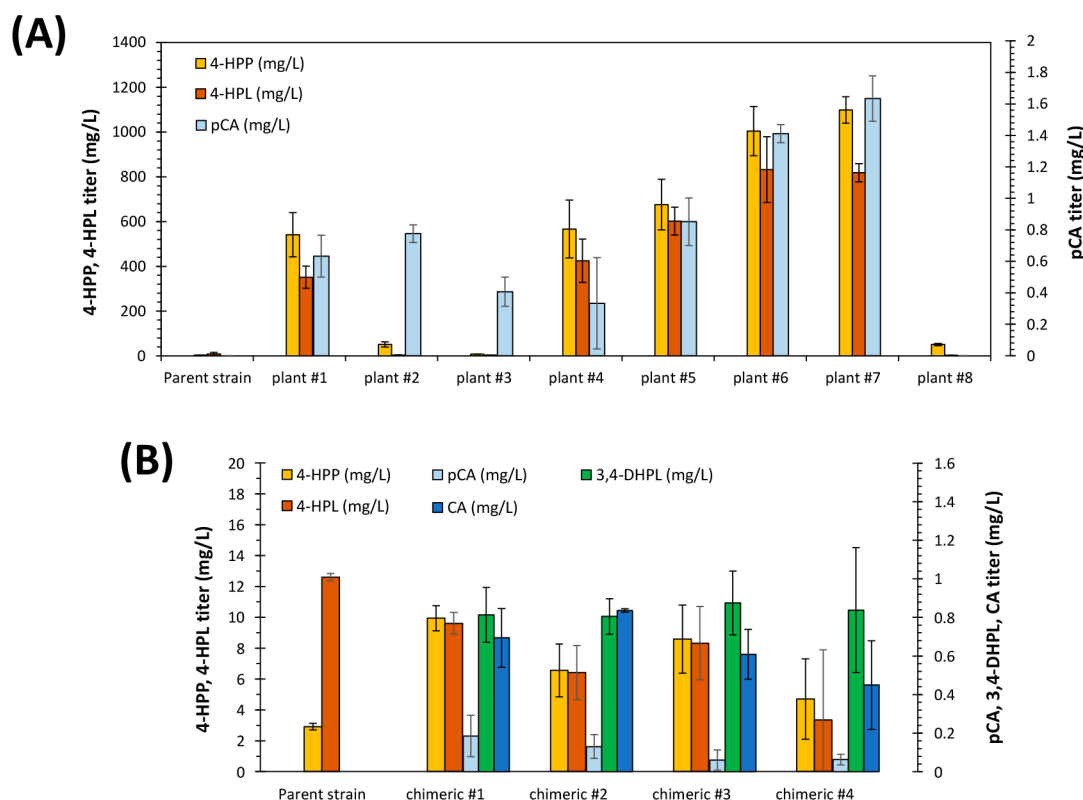 (A)
1400
1200
1000
800
600
400
200
0
4-HPP, 4-HPL titer (mg/L)
4-HPP (mg/L)
4-HPL (mg/L)
pCA (mg/L)
2
1.8
1.6
1.4
1.2
1
0.8
0.6
0.4
0.2
0
pCA titer (mg/L)
Parent strain
plant #1
plant #2
plant #3
plant #4
plant #5
plant #6
plant #7
plant #8
(B)
20
18
16
14
12
10
8
6
4
2
0
4-HPP, 4-HPL titer (mg/L)
4-HPP (mg/L)
pCA (mg/L)
3,4-DHPL (mg/L)
4-HPL (mg/L)
CA (mg/L)
1.6
1.4
1.2
1
0.8
0.6
0.4
0.2
0
pCA, 3,4-DHPL, CA titer (mg/L)
Parent strain
chimeric #1
chimeric #2
chimeric #3
chimeric #4